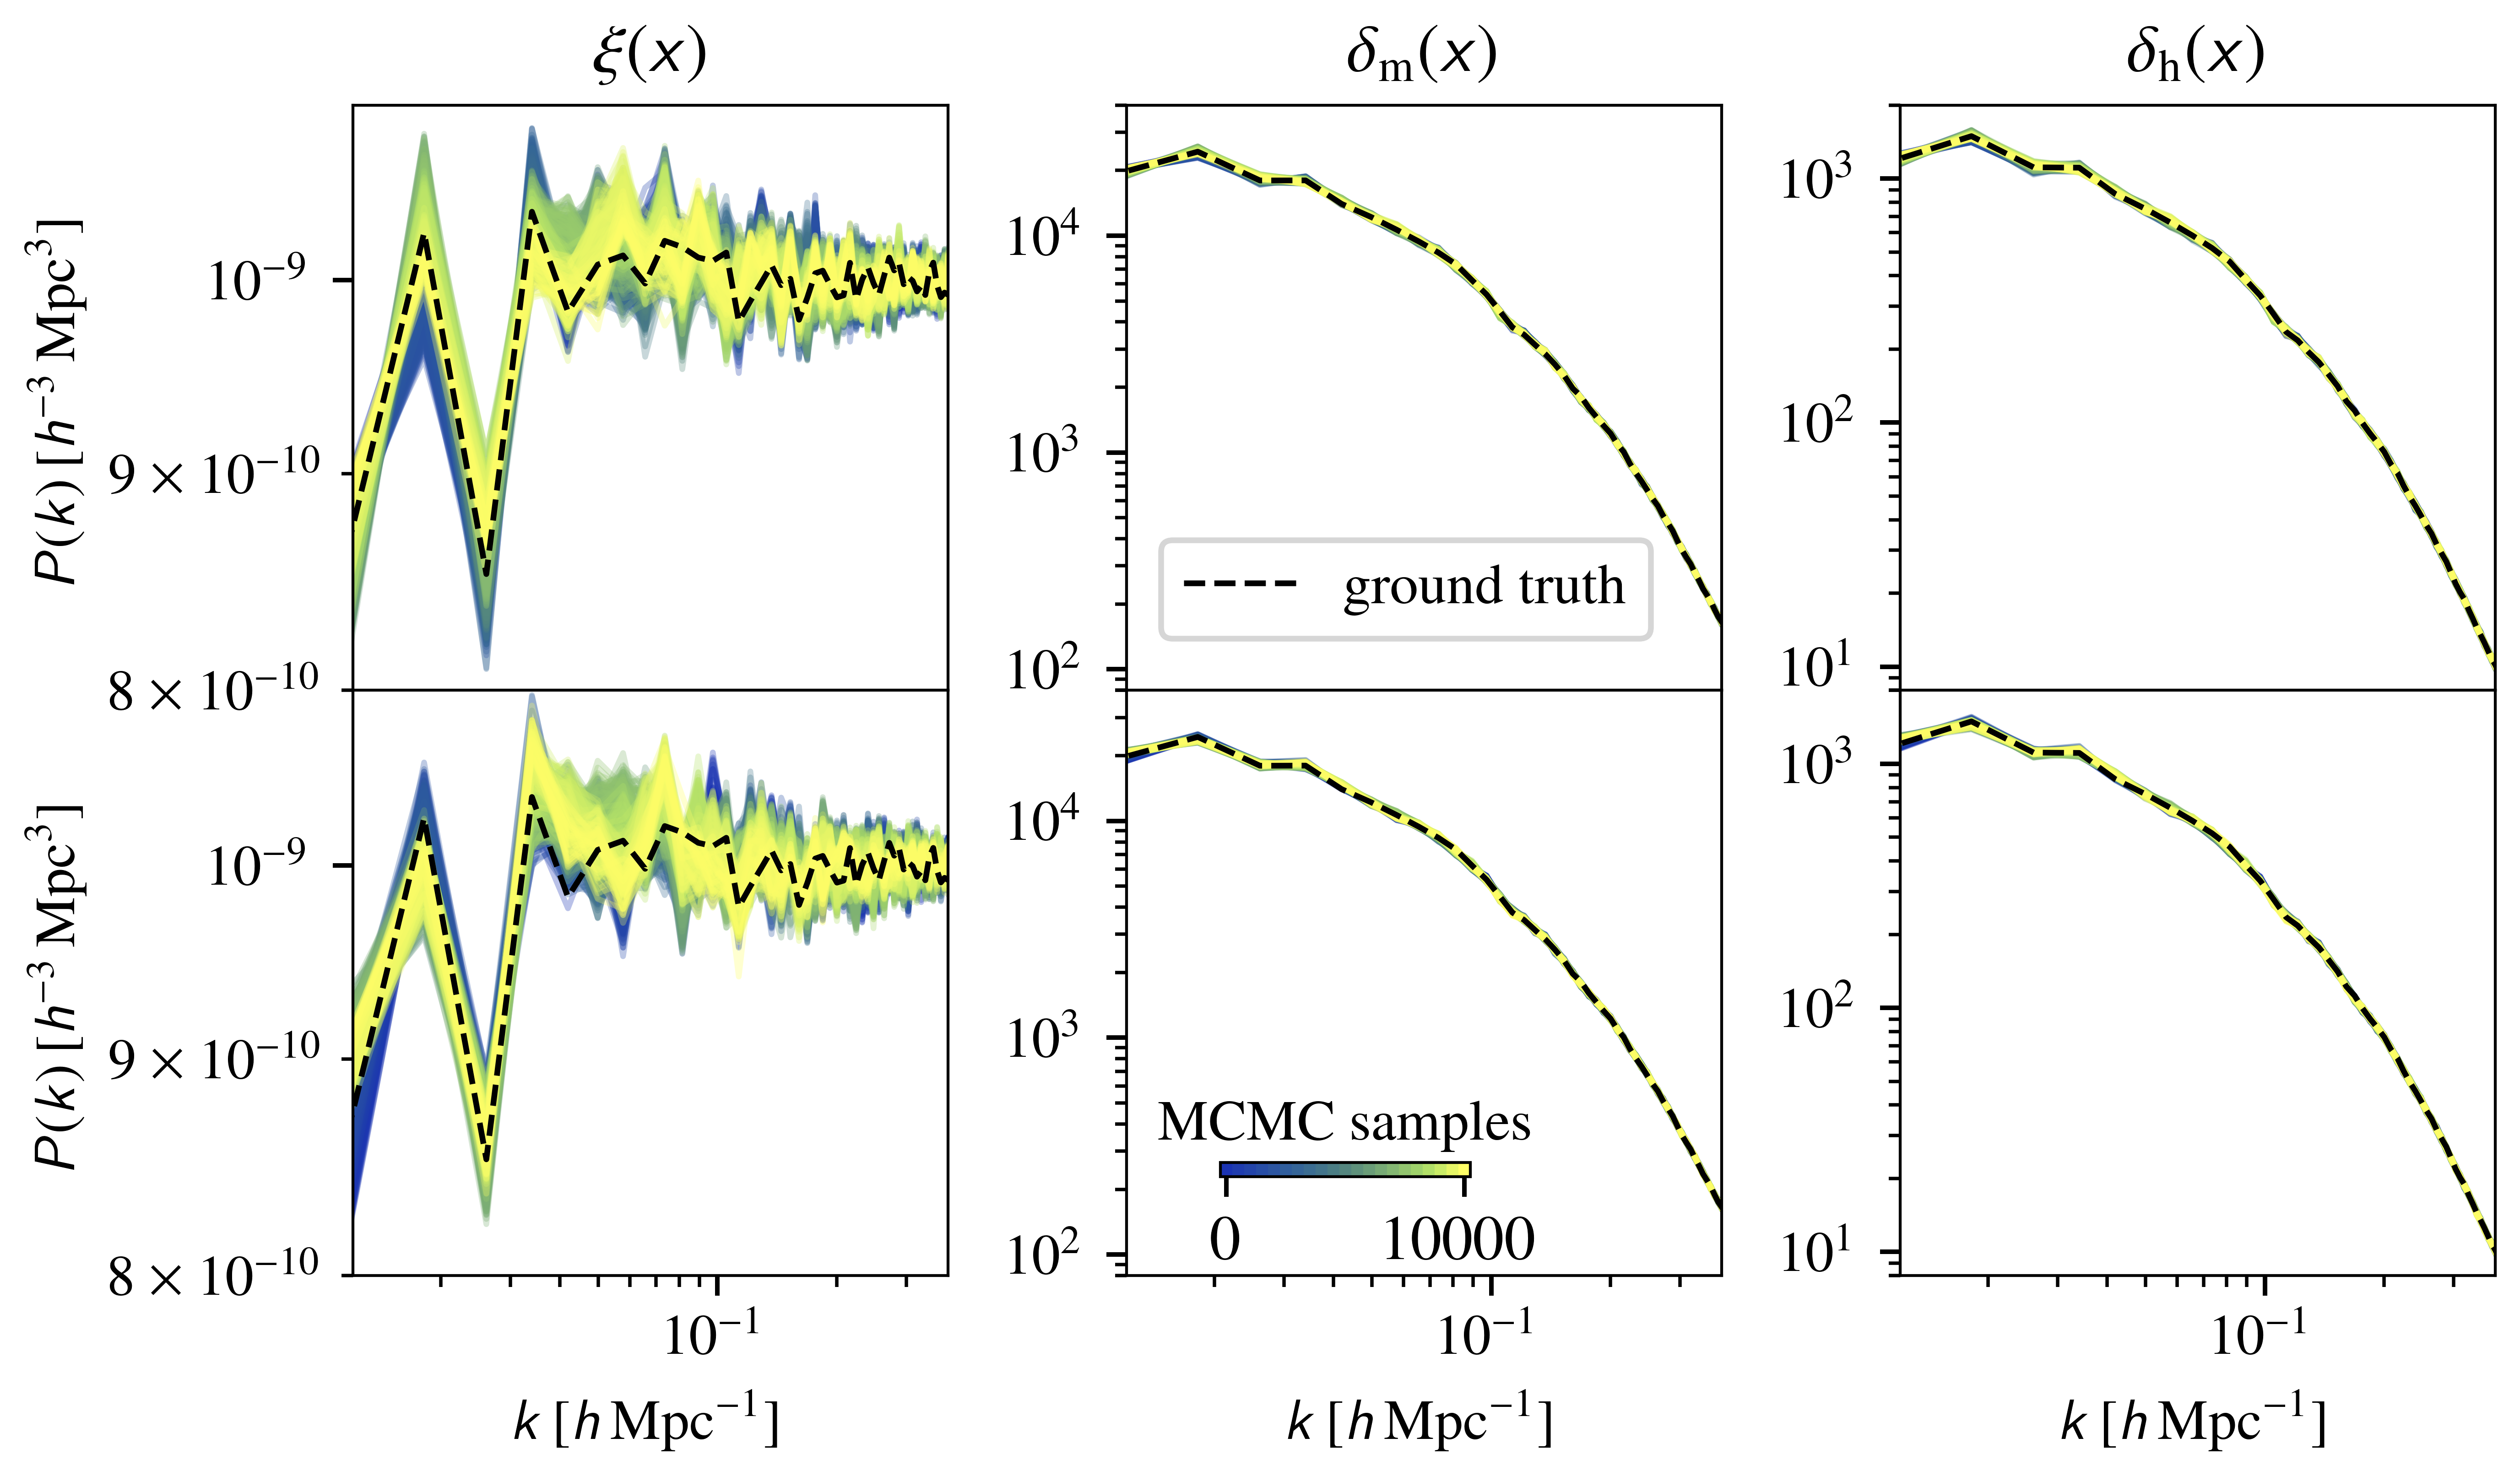 ξ(x) δm(x) δh(x)
P(k) [h⁻³ Mpc³]
10⁻⁹
9 × 10⁻¹⁰
8 × 10⁻¹⁰
10⁴
10³
10²
ground truth
10³
10²
10¹
P(k) [h⁻³ Mpc³]
10⁻⁹
9 × 10⁻¹⁰
8 × 10⁻¹⁰
10⁴
10³
10²
MCMC samples
0 10000
10³
10²
10¹
10⁻¹ 10⁻¹ 10⁻¹
k [h Mpc⁻¹] k [h Mpc⁻¹] k [h Mpc⁻¹]